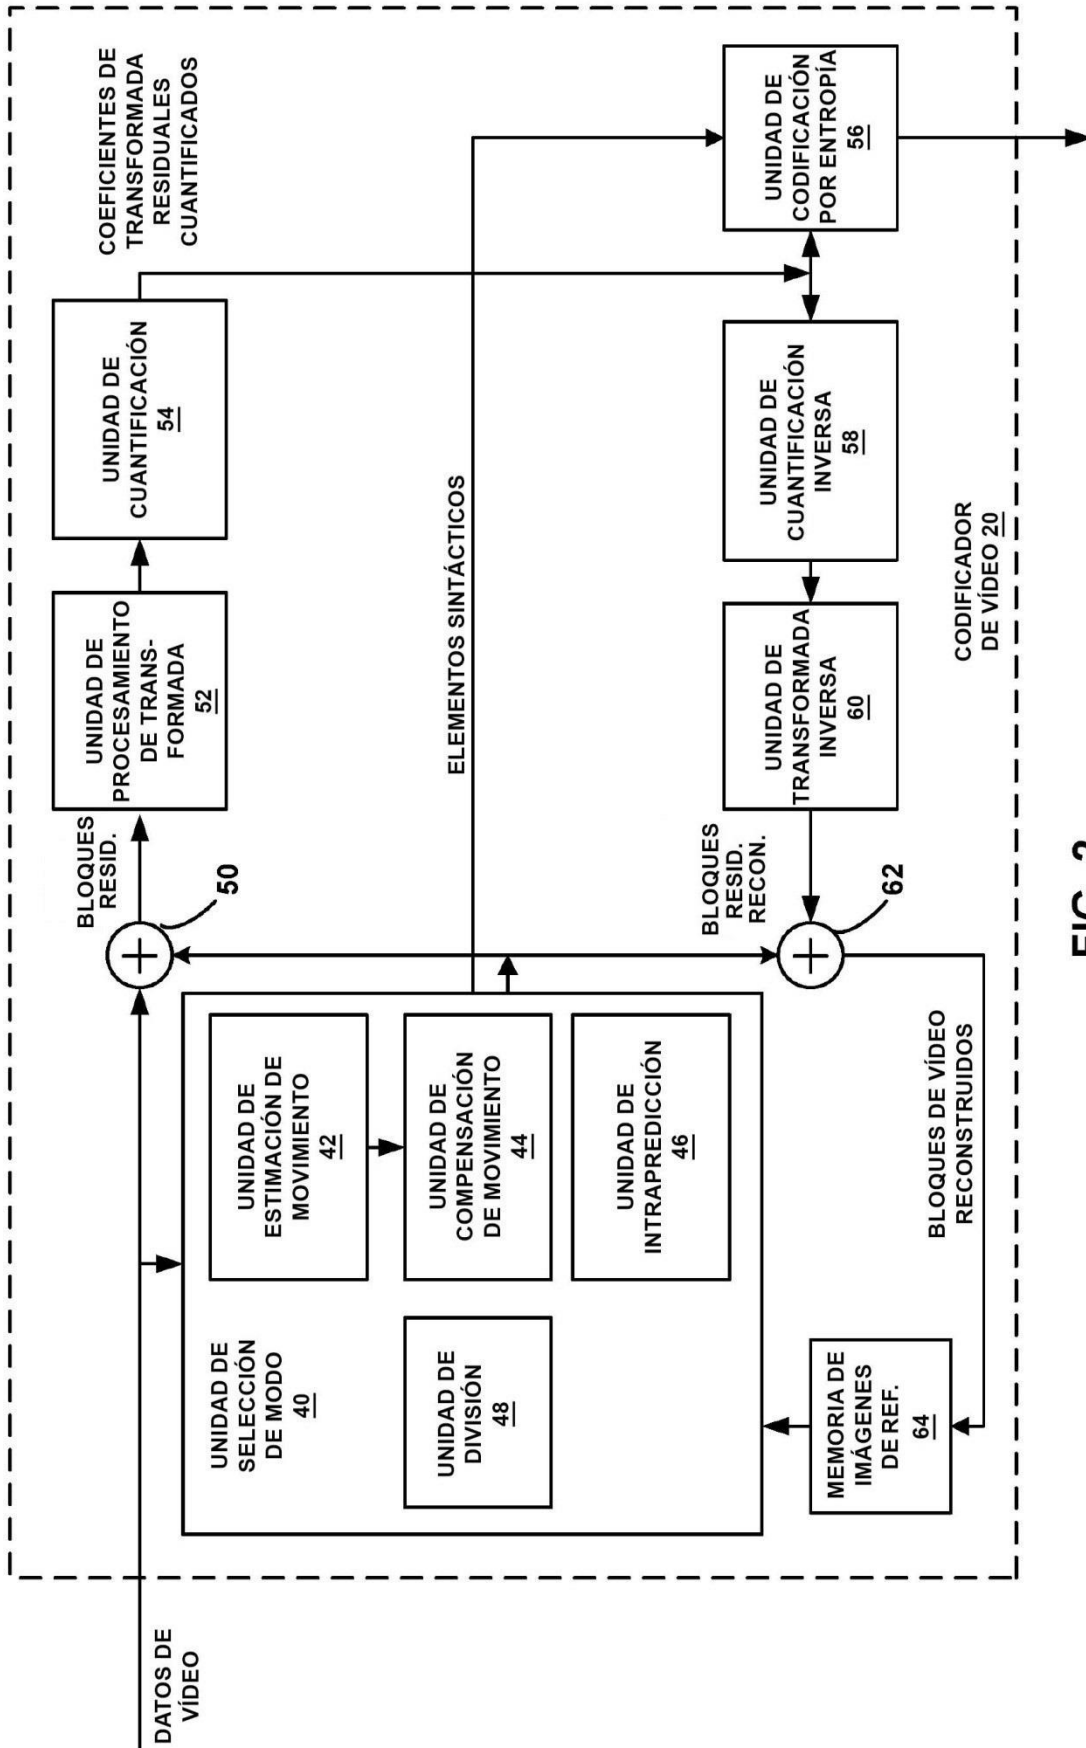 DATOS DE
VÍDEO
UNIDAD DE
SELECCIÓN
DE MODO
40
UNIDAD DE
ESTIMACIÓN DE
MOVIMIENTO
42
UNIDAD DE
DIVISIÓN
48
UNIDAD DE
COMPENSACIÓN
DE MOVIMIENTO
44
UNIDAD DE
INTRAPREDICCIÓN
46
MEMORIA DE
IMÁGENES
DE REF.
64
BLOQUES DE VÍDEO
RECONSTRUIDOS
50
BLOQUES
RESID.
UNIDAD DE
PROCESAMIENTO
DE TRANS-
FORMADA
52
UNIDAD DE
CUANTIFICACIÓN
54
COEFICIENTES DE
TRANSFORMADA
RESIDUALES
CUANTIFICADOS
ELEMENTOS SINTÁCTICOS
62
BLOQUES
RESID.
RECON.
UNIDAD DE
TRANSFORMADA
INVERSA
60
UNIDAD DE
CUANTIFICACIÓN
INVERSA
58
UNIDAD DE
CODIFICACIÓN
POR ENTROPÍA
56
CODIFICADOR
DE VÍDEO 20